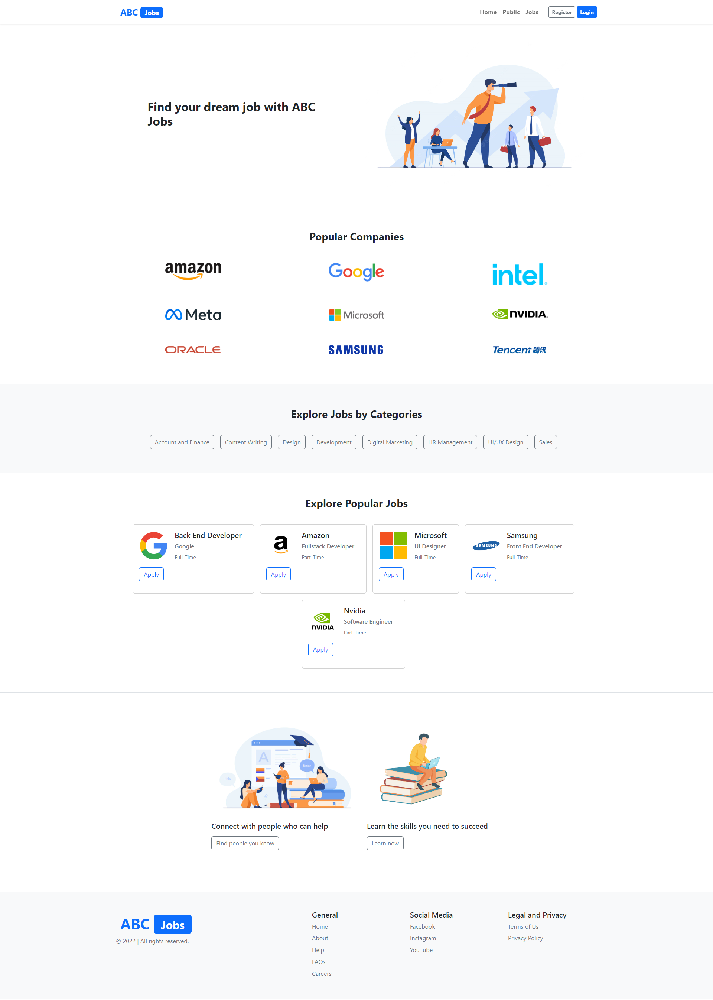 ABC Jobs
Home Public Jobs Register Login
Find your dream job with ABC
Jobs
Popular Companies
amazon Google intel®
Meta Microsoft NVIDIA.
ORACLE SAMSUNG Tencent 腾讯
Explore Jobs by Categories
Account and Finance Content Writing Design Development Digital Marketing HR Management UI/UX Design Sales
Explore Popular Jobs
Back End Developer
Google
Full-Time
Apply
a
Amazon
Fullstack Developer
Part-Time
Apply
Microsoft
UI Designer
Full-Time
Apply
SAMSUNG
Samsung
Front End Developer
Full-Time
Apply
NVIDIA
Nvidia
Software Engineer
Part-Time
Apply
A
Bonjour
Hello
Connect with people who can help
Find people you know
Learn the skills you need to succeed
Learn now
ABC Jobs
© 2022 | All rights reserved.
General
Home
About
Help
FAQs
Careers
Social Media
Facebook
Instagram
YouTube
Legal and Privacy
Terms of Us
Privacy Policy